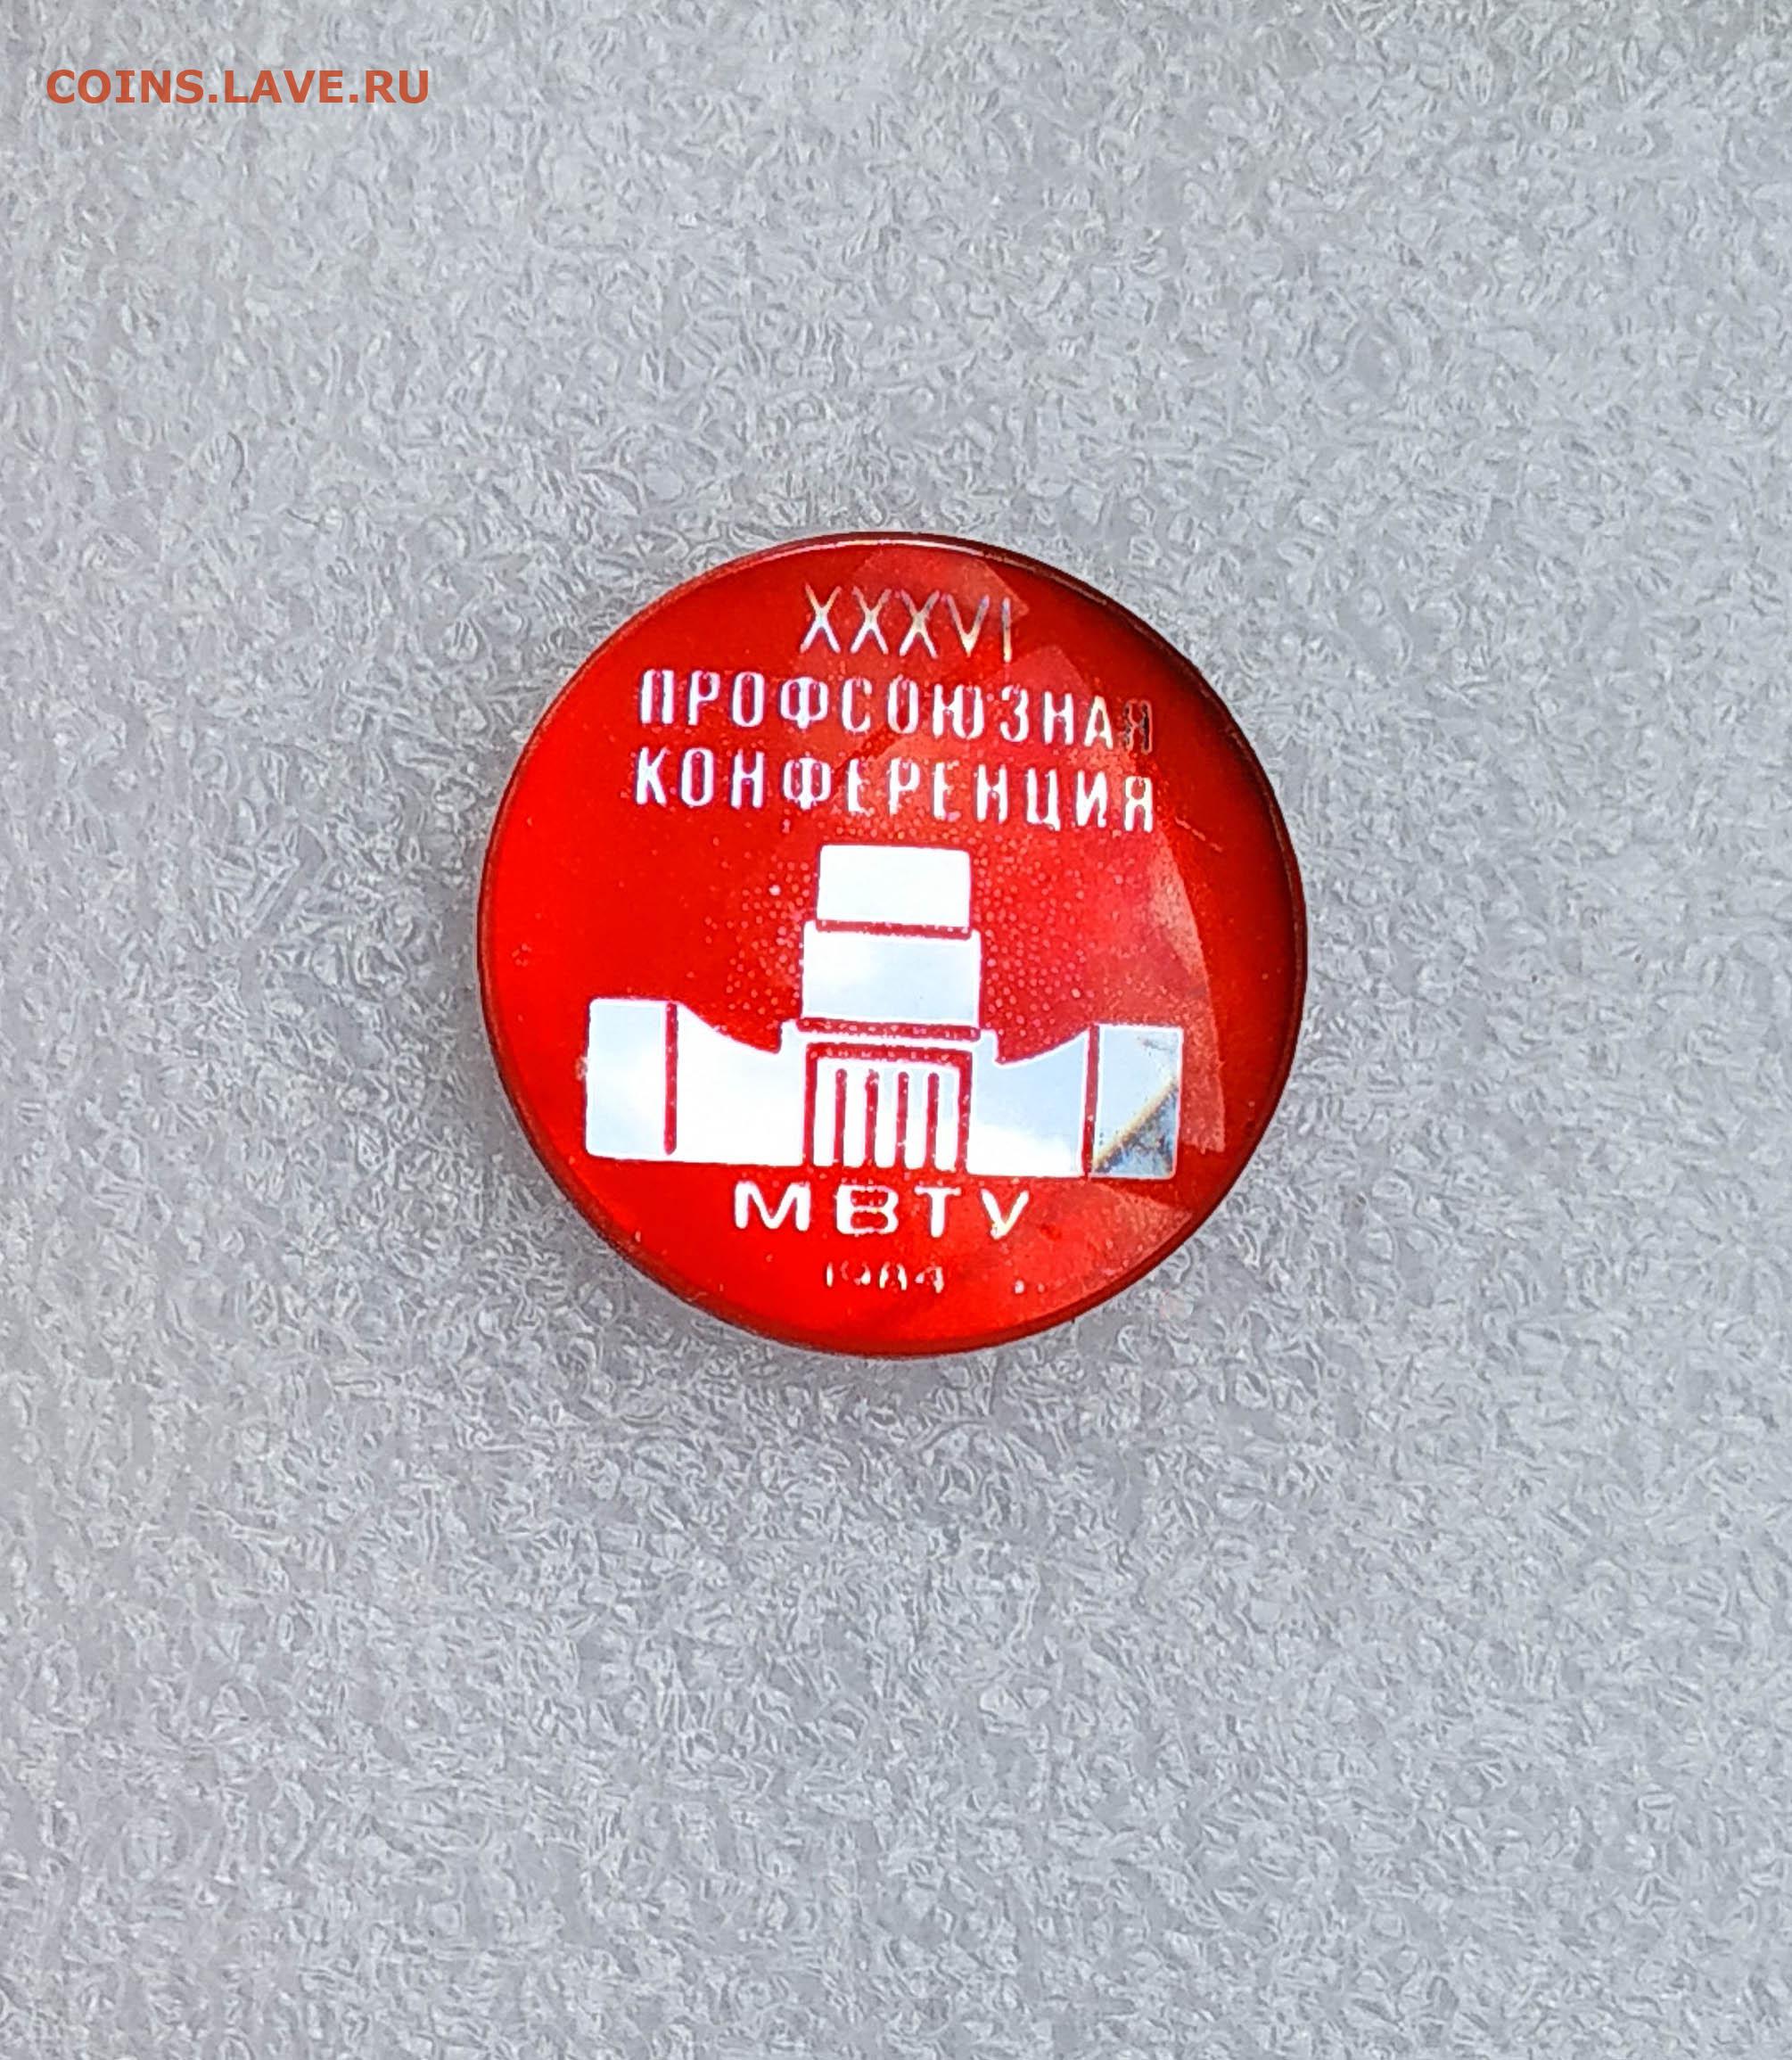 COINS.LAVE.RU
XXXVI
ПРОФСОЮЗНАЯ
КОНФЕРЕНЦИЯ
МВТУ
1984